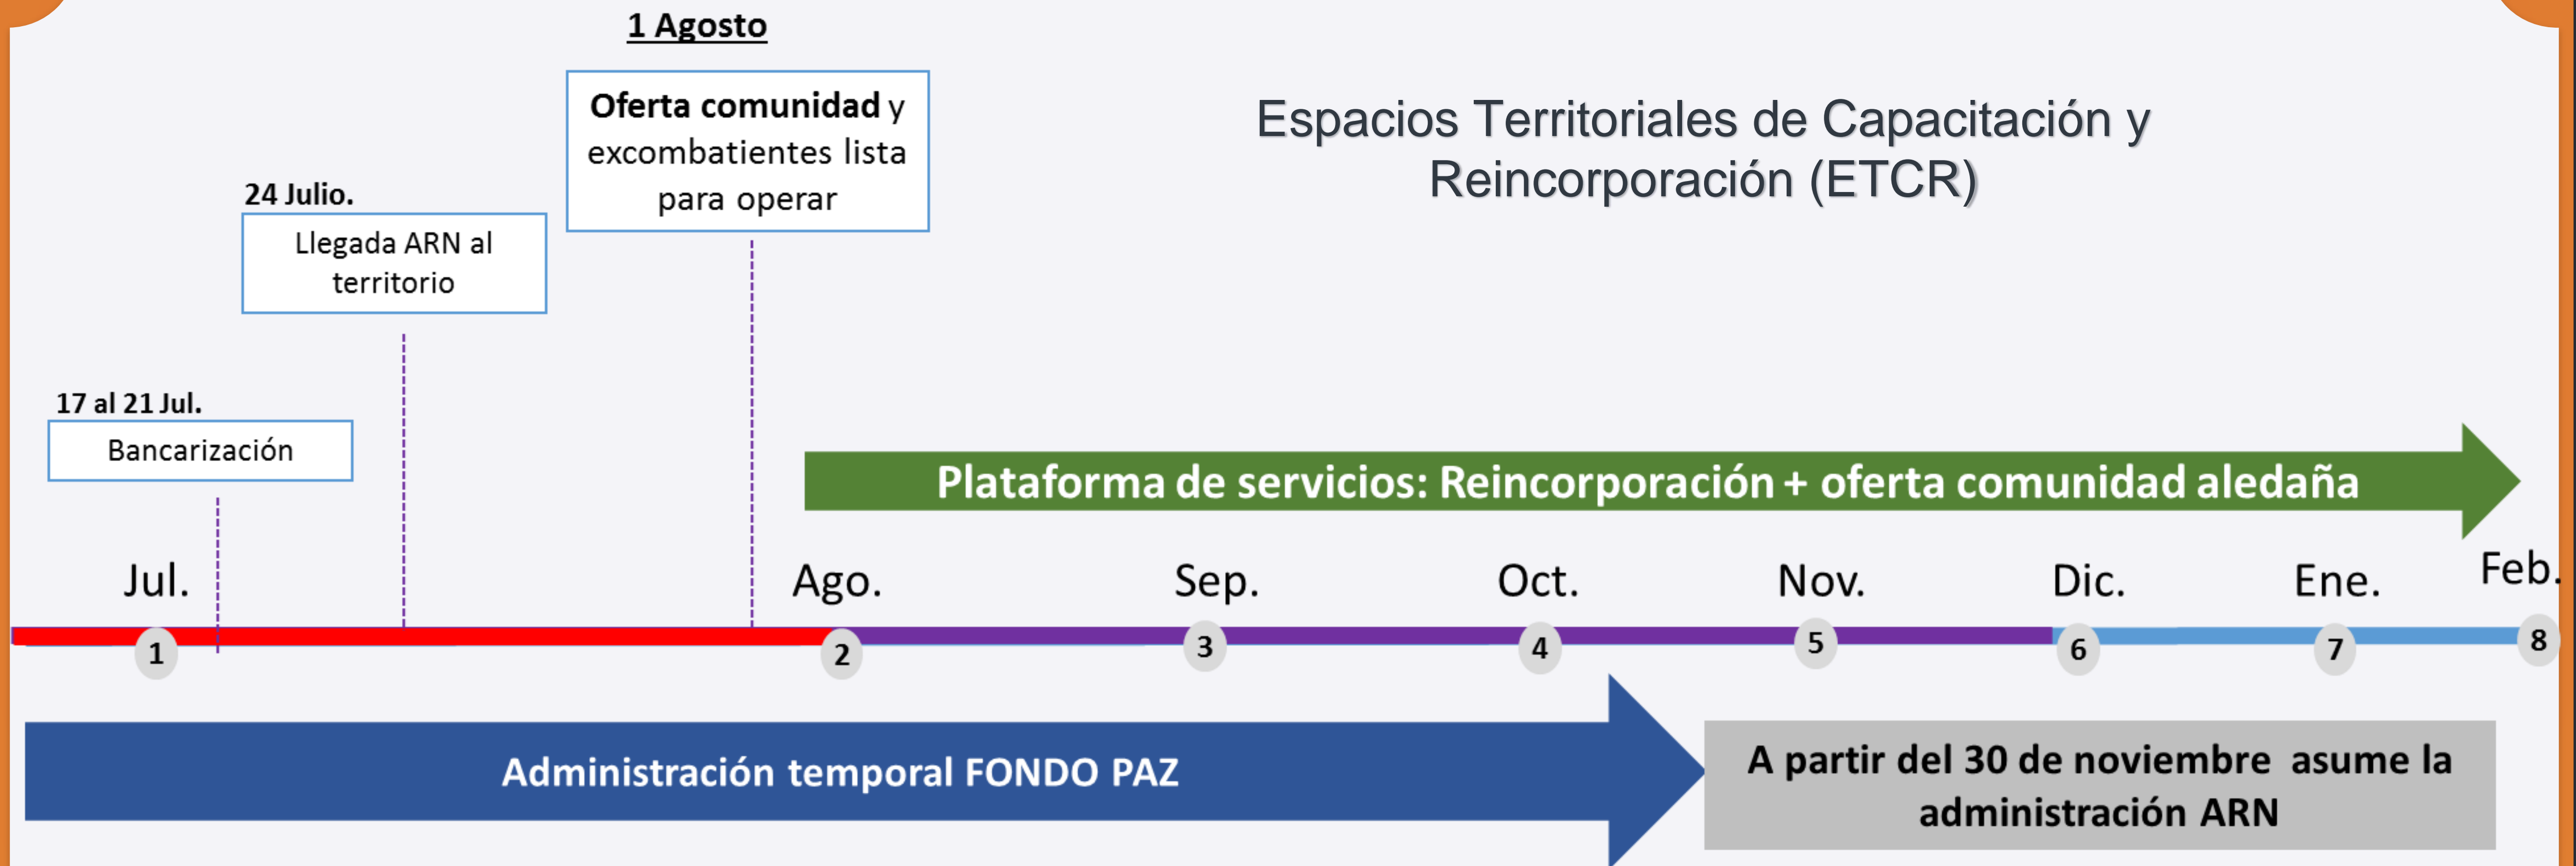 1 Agosto
Oferta comunidad y
excombatientes lista
para operar
Espacios Territoriales de Capacitación y
Reincorporación (ETCR)
24 Julio.
Llegada ARN al
territorio
17 al 21 Jul.
Bancarización
Plataforma de servicios: Reincorporación + oferta comunidad aledaña
Jul.
Ago.
Sep.
Oct.
Nov.
Dic.
Ene.
Feb.
1
2
3
4
5
6
7
8
Administración temporal FONDO PAZ
A partir del 30 de noviembre asume la
administración ARN